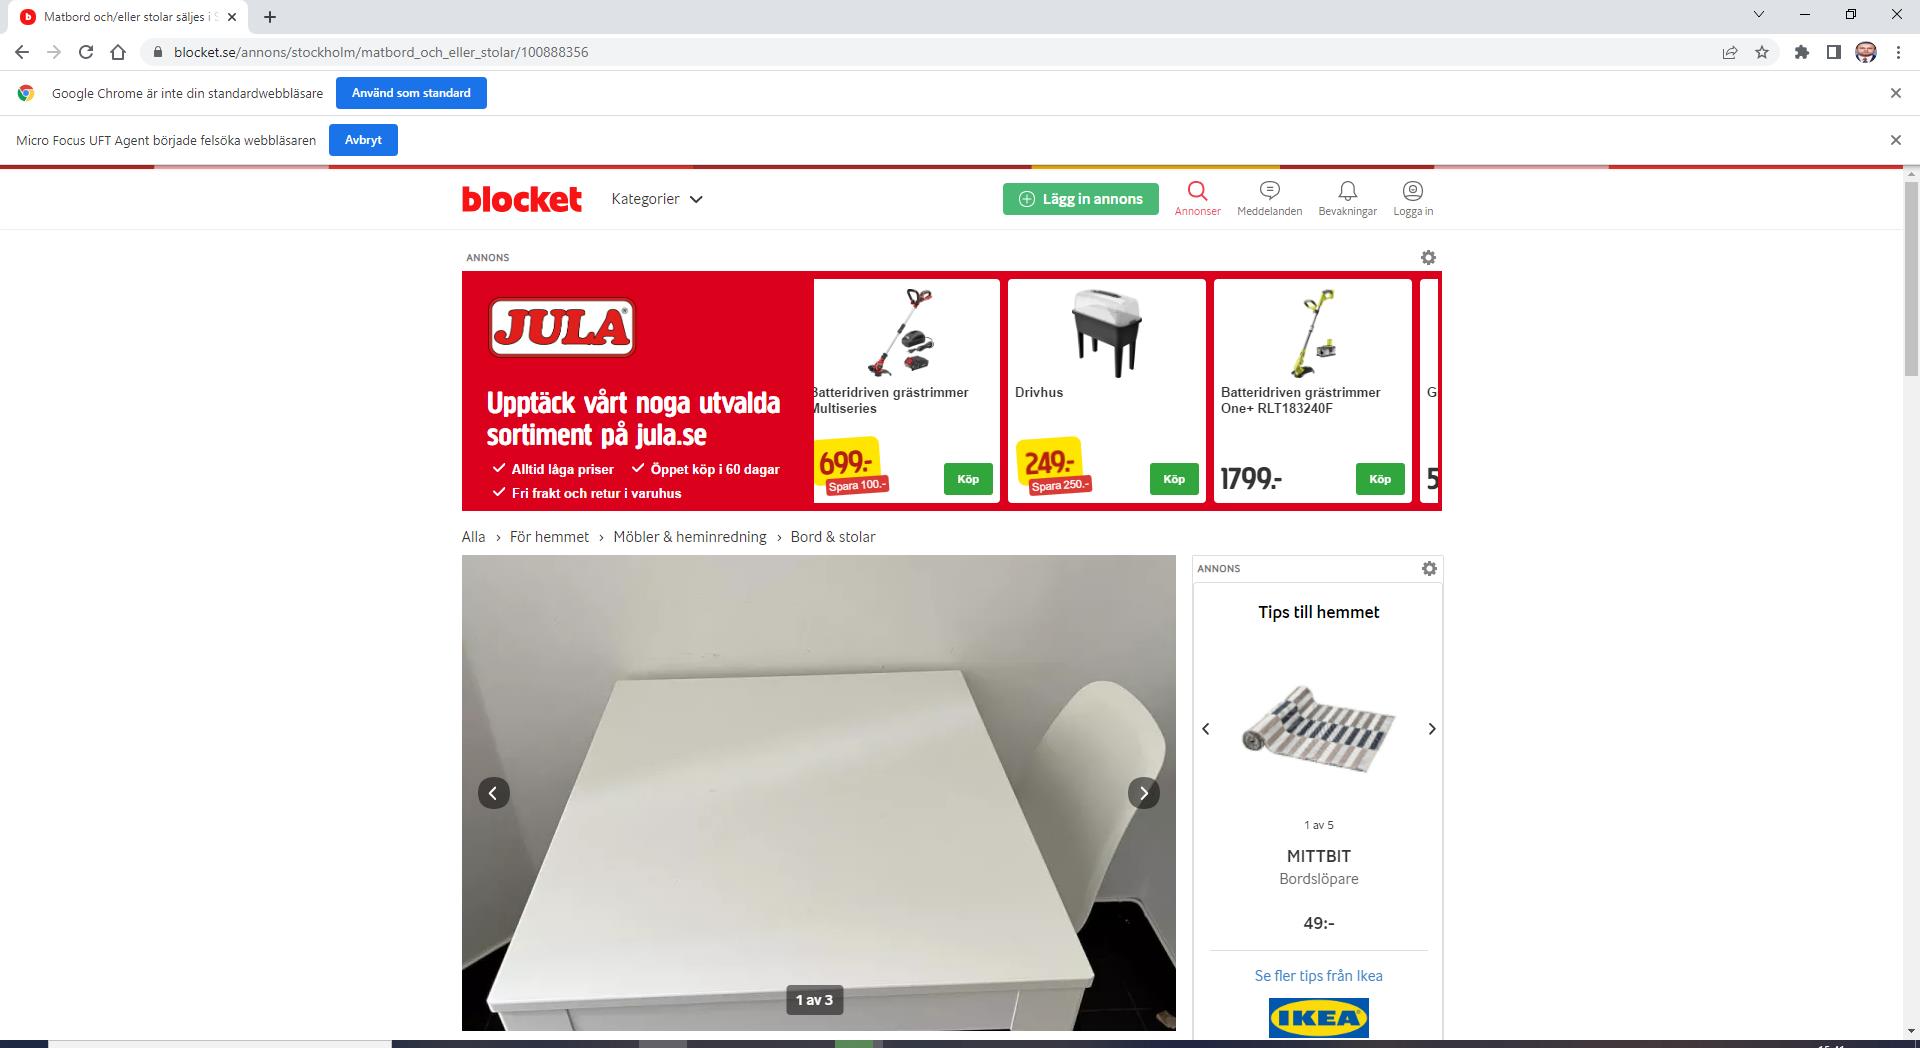 Matbord och/eller stolar säljes i S
blocket.se/annons/stockholm/matbord_och_eller_stolar/100888356
Google Chrome är inte din standardwebbläsare
Använd som standard
Micro Focus UFT Agent började felsöka webbläsaren
Avbryt
blocket
Kategorier
Lägg in annons
Annonser
Meddelanden
Bevakningar
Logga in
ANNONS
JULA
Upptäck vårt noga utvalda
sortiment på jula.se
Alltid låga priser
Öppet köp i 60 dagar
Fri frakt och retur i varuhus
Batteridriven grästrimmer
Multiseries
699.-
Spara 100.-
Köp
Drivhus
249.-
Spara 250.-
Köp
Batteridriven grästrimmer
One+ RLT183240F
1799.-
Köp
G
5
Alla › För hemmet › Möbler & heminredning › Bord & stolar
1 av 3
ANNONS
Tips till hemmet
1 av 5
MITTBIT
Bordslöpare
49:-
Se fler tips från Ikea
IKEA